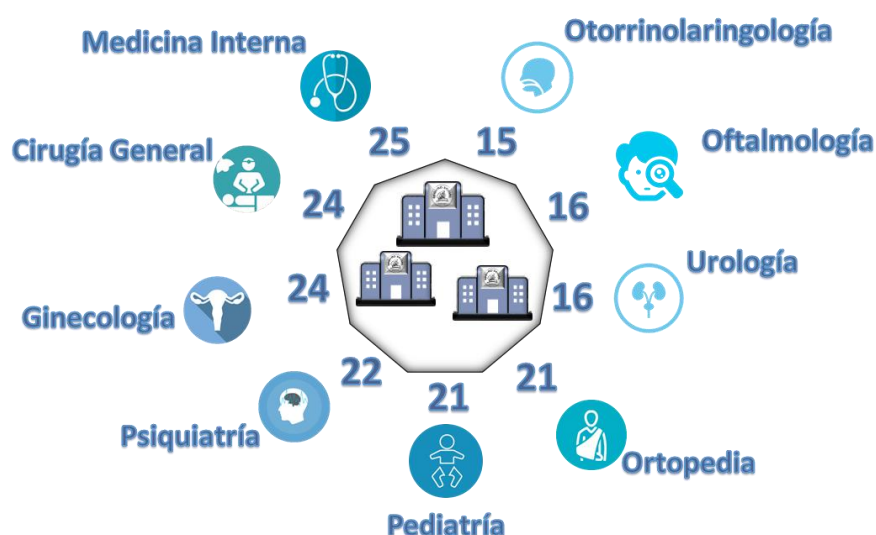 Medicina Interna
25
Otorrinolaringología
15
Cirugía General
24
Oftalmología
16
Ginecología
24
Urología
16
Psiquiatría
22
Pediatría
21
Ortopedia
21